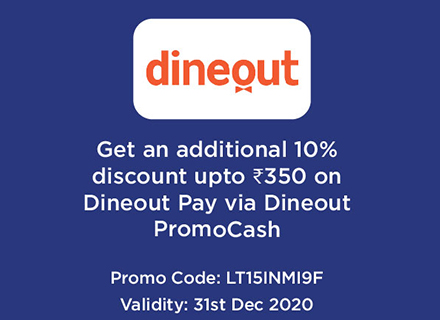 dineout
Get an additional 10%
discount upto ₹350 on
Dineout Pay via Dineout
PromoCash
Promo Code: LT15INMI9F
Validity: 31st Dec 2020